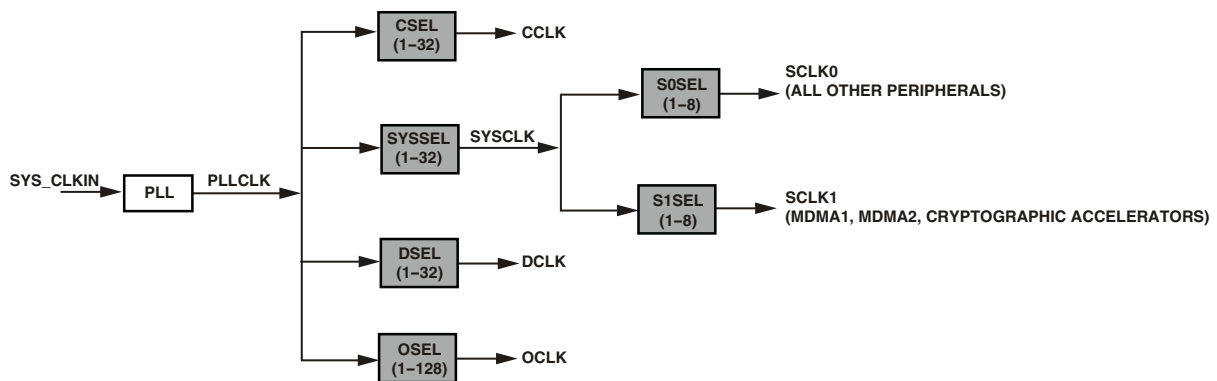 SYS_CLKIN
PLL
PLLCLK
CSEL
(1–32)
CCLK
SYSSEL
(1–32)
SYSCLK
S0SEL
(1–8)
SCLK0
(ALL OTHER PERIPHERALS)
S1SEL
(1–8)
SCLK1
(MDMA1, MDMA2, CRYPTOGRAPHIC ACCELERATORS)
DSEL
(1–32)
DCLK
OSEL
(1–128)
OCLK